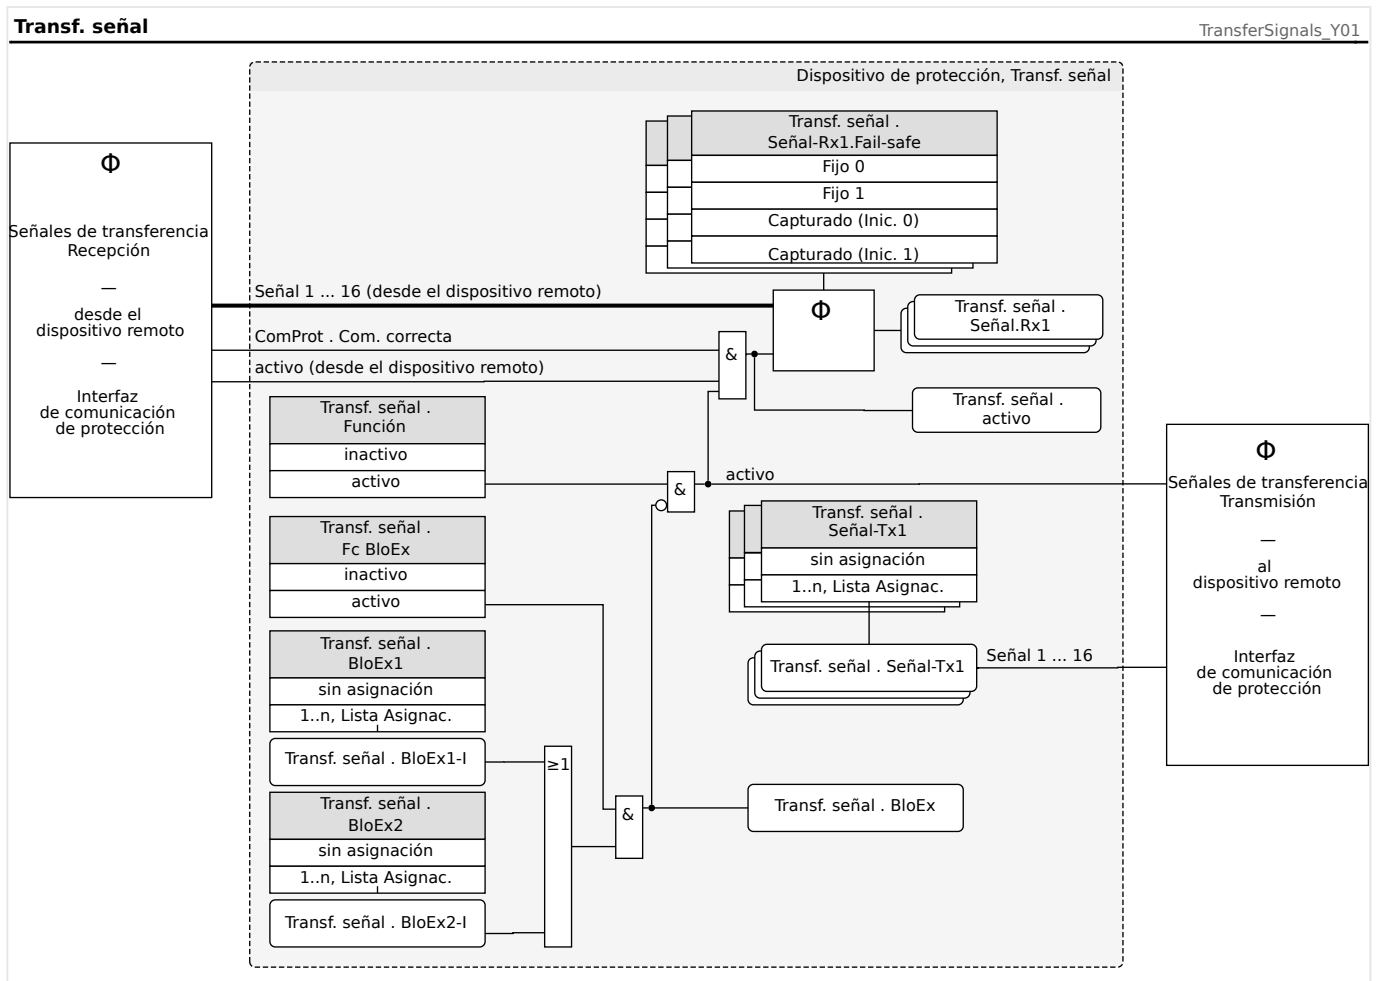 Transf. señal
TransferSignals_Y01
Dispositivo de protección, Transf. señal
Φ
Señales de transferencia
Recepción
—
desde el
dispositivo remoto
—
Interfaz
de comunicación
de protección
Transf. señal .
Señal-Rx1.Fail-safe
Fijo 0
Fijo 1
Capturado (Inic. 0)
Capturado (Inic. 1)
Señal 1 ... 16 (desde el dispositivo remoto)
Φ
Transf. señal .
Señal.Rx1
ComProt . Com. correcta
&
activo (desde el dispositivo remoto)
Transf. señal .
activo
Transf. señal .
Función
inactivo
activo
&
activo
Φ
Señales de transferencia
Transmisión
—
al
dispositivo remoto
—
Interfaz
de comunicación
de protección
Transf. señal .
Fc BloEx
inactivo
activo
Transf. señal .
Señal-Tx1
sin asignación
1..n, Lista Asignac.
Transf. señal . Señal-Tx1
Señal 1 ... 16
Transf. señal .
BloEx1
sin asignación
1..n, Lista Asignac.
Transf. señal . BloEx1-I
≥1
Transf. señal .
BloEx2
sin asignación
1..n, Lista Asignac.
Transf. señal . BloEx2-I
&
Transf. señal . BloEx